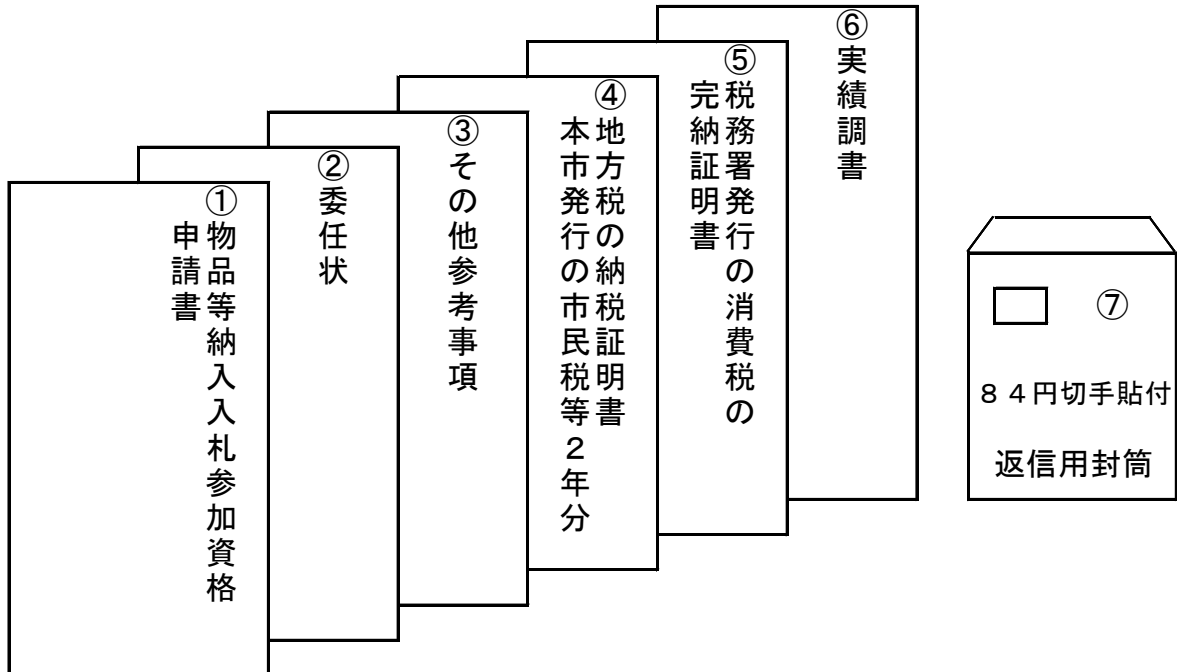 ①物品等納入入札参加資格
申請書
②委任状
③その他参考事項
④地方税の納税証明書
本市発行の市民税等2年分
⑤税務署発行の消費税の
完納証明書
⑥実績調書
⑦
84円切手貼付
返信用封筒